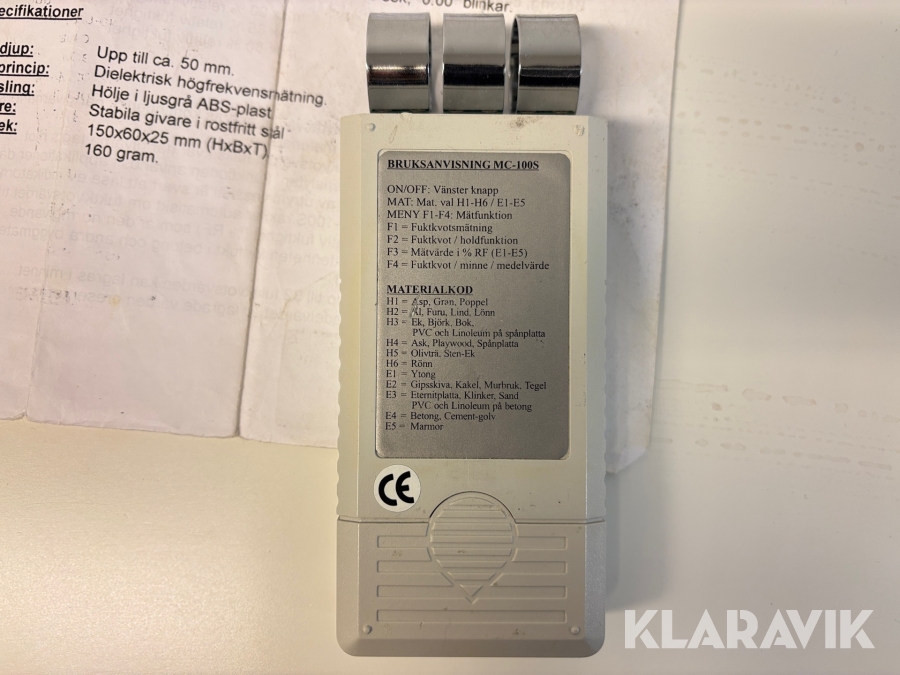 ecifikationer
sek, 0.00 blinkar.
djup:
Upp till ca. 50 mm.
princip:
Dielektrisk högfrekvensmätning.
sling:
Hölje i ljusgrå ABS-plast
re:
Stabila givare i rostfritt stål
ek:
150x60x25 mm (HxBxT)
160 gram.
BRUKSANVISNING MC-100S
ON/OFF: Vänster knapp
MAT: Mat. val H1-H6 / E1-E5
MENY F1-F4: Mätfunktion
F1 = Fuktkvotsmätning
F2 = Fuktkvot / holdfunktion
F3 = Mätvärde i % RF (E1-E5)
F4 = Fuktkvot / minne / medelvärde
MATERIALKOD
H1 = Asp, Gran, Poppel
H2 = Al, Furu, Lind, Lönn
H3 = Ek, Björk, Bok,
PVC och Linoleum på spånplatta
H4 = Ask, Playwood, Spånplatta
H5 = Olivträ, Sten-Ek
H6 = Rönn
E1 = Ytong
E2 = Gipsskiva, Kakel, Murbruk, Tegel
E3 = Eternitplatta, Klinker, Sand
PVC och Linoleum på betong
E4 = Betong, Cement-golv
E5 = Marmor
CE
KLARAVIK